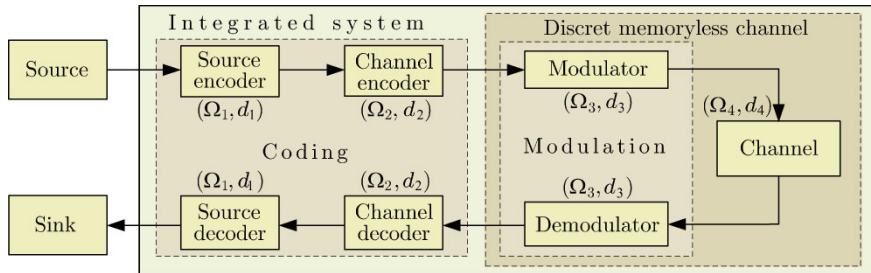 Integrated system
Discret memoryless channel
Source
Source
encoder
Channel
encoder
Modulator
(Ω₁, d₁)
(Ω₂, d₂)
(Ω₃, d₃)
(Ω₄, d₄)
Channel
Coding
Modulation
(Ω₁, d₁)
(Ω₂, d₂)
(Ω₃, d₃)
Sink
Source
decoder
Channel
decoder
Demodulator